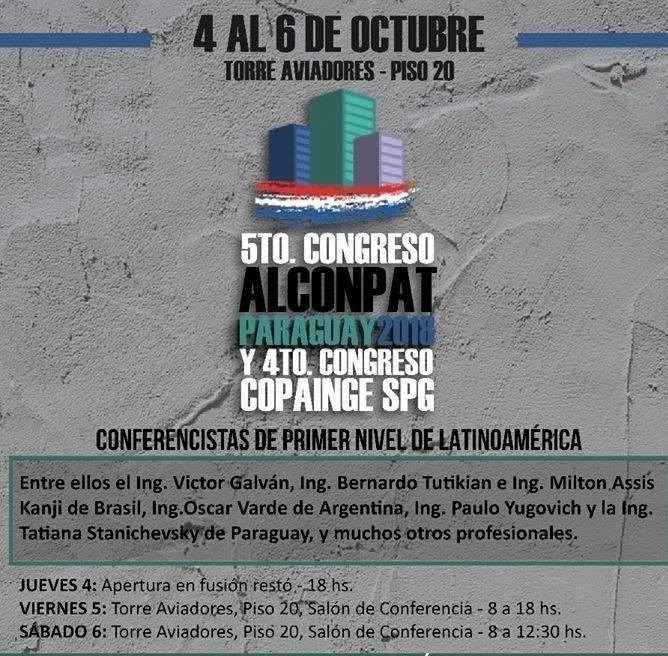 4 AL 6 DE OCTUBRE
TORRE AVIADORES - PISO 20
5TO. CONGRESO
ALCONPAT
PARAGUAY2018
Y 4TO. CONGRESO
COPAINGE SPG
CONFERENCISTAS DE PRIMER NIVEL DE LATINOAMÉRICA
Entre ellos el Ing. Victor Galván, Ing. Bernardo Tutikian e Ing. Milton Assis
Kanji de Brasil, Ing.Oscar Varde de Argentina, Ing. Paulo Yugovich y la Ing.
Tatiana Stanichevsky de Paraguay, y muchos otros profesionales.
JUEVES 4: Apertura en fusión restó - 18 hs.
VIERNES 5: Torre Aviadores, Piso 20, Salón de Conferencia - 8 a 18 hs.
SÁBADO 6: Torre Aviadores, Piso 20, Salón de Conferencia - 8 a 12:30 hs.